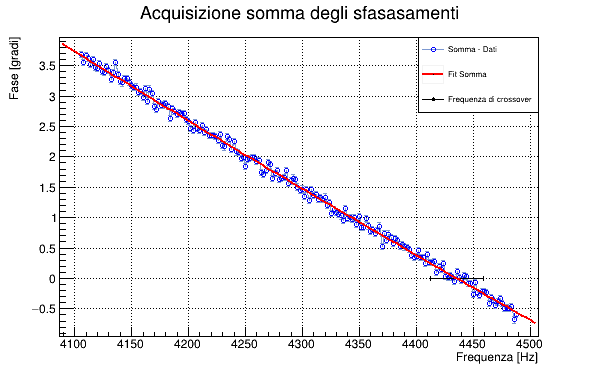 Acquisizione somma degli sfasasamenti
Fase [gradi]
Somma - Dati
Fit Somma
Frequenza di crossover
3.5
3
2.5
2
1.5
1
0.5
0
−0.5
4100 4150 4200 4250 4300 4350 4400 4450 4500
Frequenza [Hz]